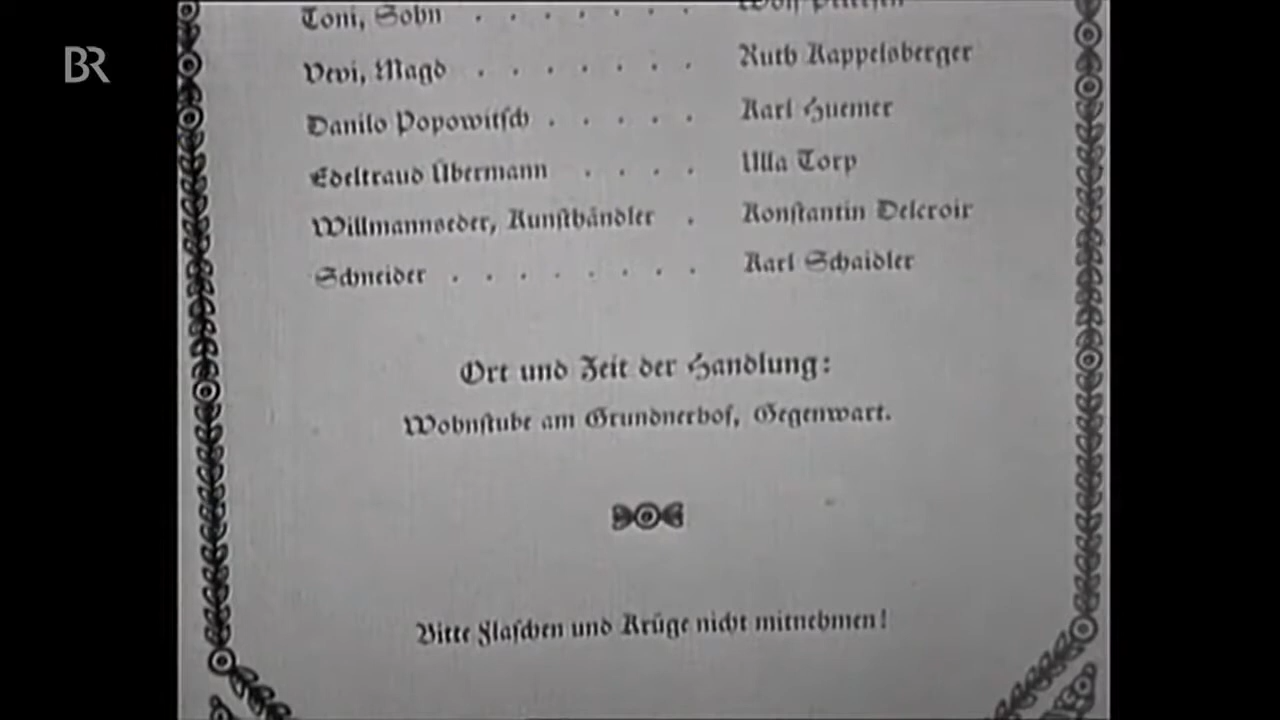 BR
Toni, Sohn . . . . . . .
Vevi, Magd . . . . . . . Ruth Kappelsberger
Danilo Popowitsch . . . . . Karl Huemer
Edeltraud Übermann . . . . Ulla Torp
Willmannseder, Kunsthändler . Konstantin Delcroix
Schneider . . . . . . . . Karl Schaidler
Ort und Zeit der Handlung:
Wohnstube am Grundnerhof, Gegenwart.
Bitte Flaschen und Krüge nicht mitnehmen!